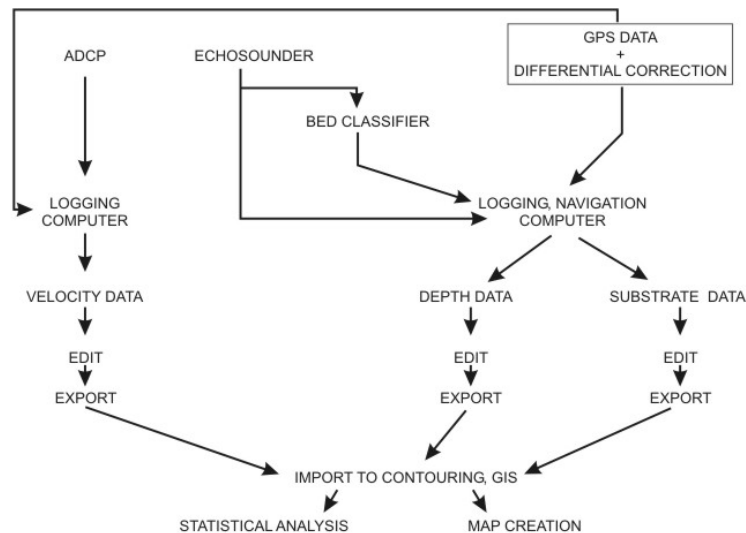 GPS DATA
+
DIFFERENTIAL CORRECTION
ADCP
ECHOSOUNDER
BED CLASSIFIER
LOGGING
COMPUTER
LOGGING, NAVIGATION
COMPUTER
VELOCITY DATA
DEPTH DATA
SUBSTRATE DATA
EDIT
EDIT
EDIT
EXPORT
EXPORT
EXPORT
IMPORT TO CONTOURING, GIS
STATISTICAL ANALYSIS
MAP CREATION